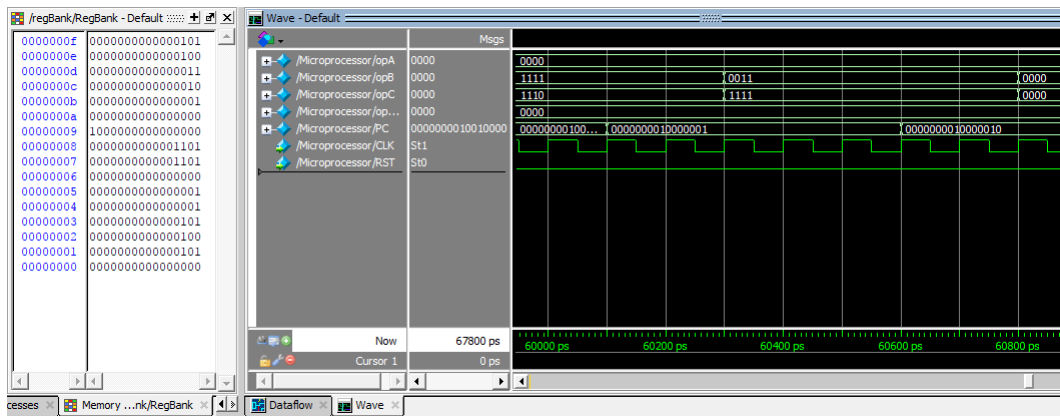 /regBank/RegBank - Default
0000000f 0000000000000101
0000000e 0000000000000100
0000000d 0000000000000011
0000000c 0000000000000010
0000000b 0000000000000001
0000000a 0000000000000000
00000009 1000000000000000
00000008 0000000000001101
00000007 0000000000001101
00000006 0000000000000000
00000005 0000000000000001
00000004 0000000000000001
00000003 0000000000000101
00000002 0000000000000100
00000001 0000000000000101
00000000 0000000000000000
cesses
Memory ...nk/RegBank
Wave - Default
Msgs
/Microprocessor/opA 0000 0000
/Microprocessor/opB 0000 1111 0011 0000
/Microprocessor/opC 0000 1110 1111 0000
/Microprocessor/op... 0000 0000
/Microprocessor/PC 0000000010010000 00000000100... 0000000010000001 0000000010000010
/Microprocessor/CLK St1
/Microprocessor/RST St0
Now 67800 ps
60000 ps 60200 ps 60400 ps 60600 ps 60800 ps
Cursor 1 0 ps
Dataflow
Wave